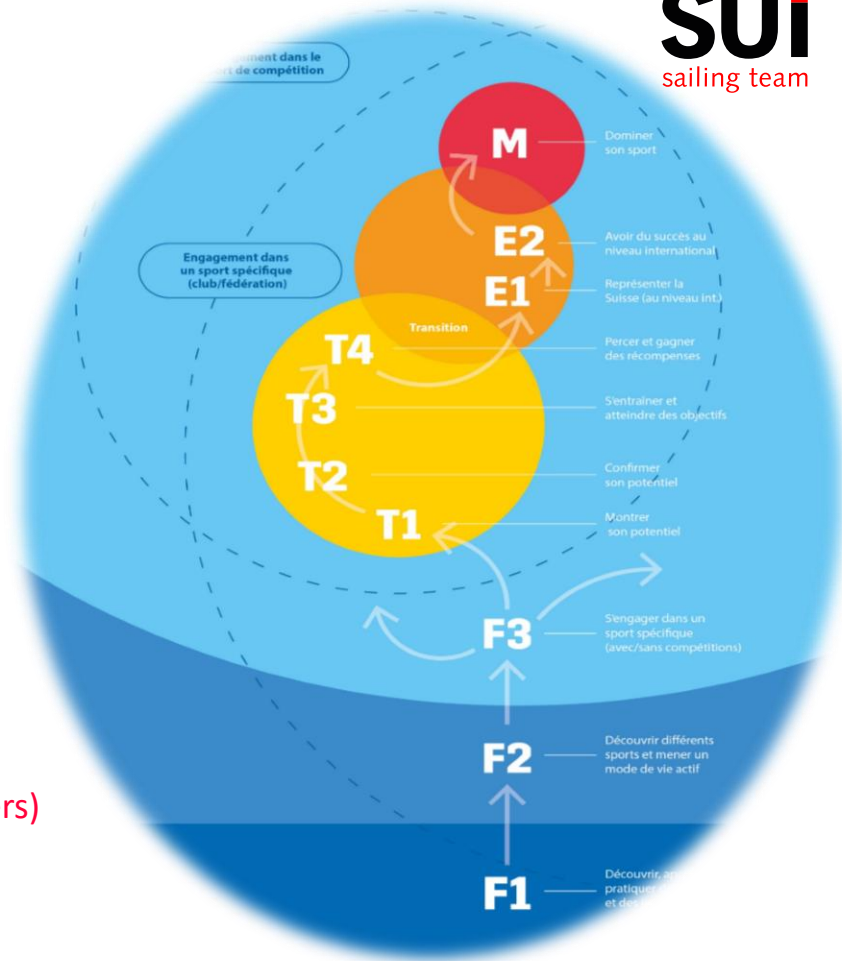 SUI
sailing team
dans le
de compétition
M
Dominer
son sport
Engagement dans
un sport spécifique
(club/fédération)
E2
Avoir du succès au
niveau international
E1
Représenter la
Suisse (au niveau int.)
Transition
T4
Percer et gagner
des récompenses
T3
S'entraîner et
atteindre des objectifs
T2
Confirmer
son potentiel
T1
Montrer
son potentiel
F3
S'engager dans un
sport spécifique
(avec/sans compétitions)
F2
Découvrir différents
sports et mener un
mode de vie actif
rs)
F1
Découvrir,
pratiquer
et des